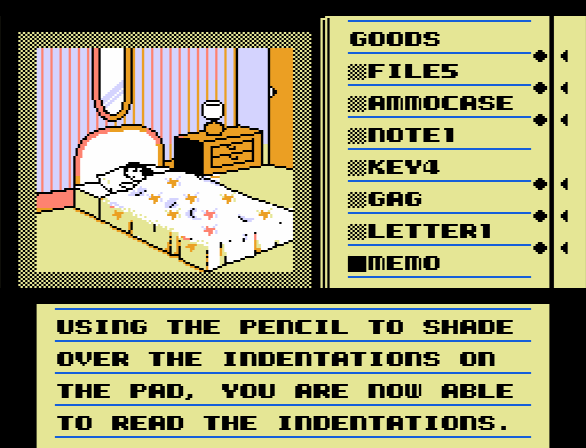 GOODS
FILE5
AMMOCASE
NOTE1
KEY4
GAG
LETTER1
MEMO
USING THE PENCIL TO SHADE
OVER THE INDENTATIONS ON
THE PAD, YOU ARE NOW ABLE
TO READ THE INDENTATIONS.